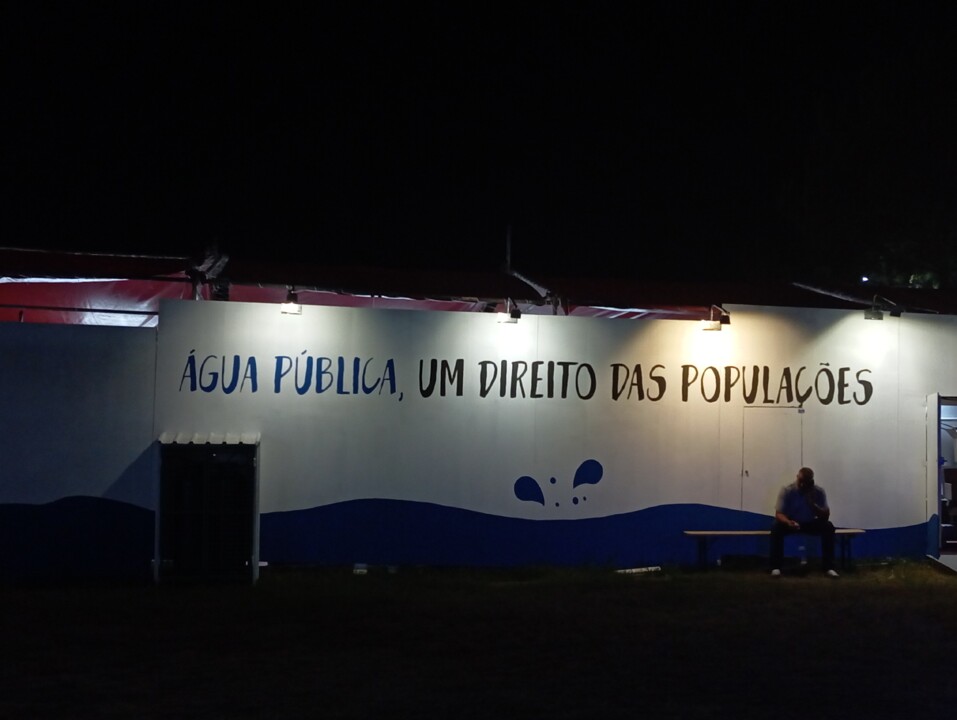 ÁGUA PÚBLICA, UM DIREITO DAS POPULAÇÕES